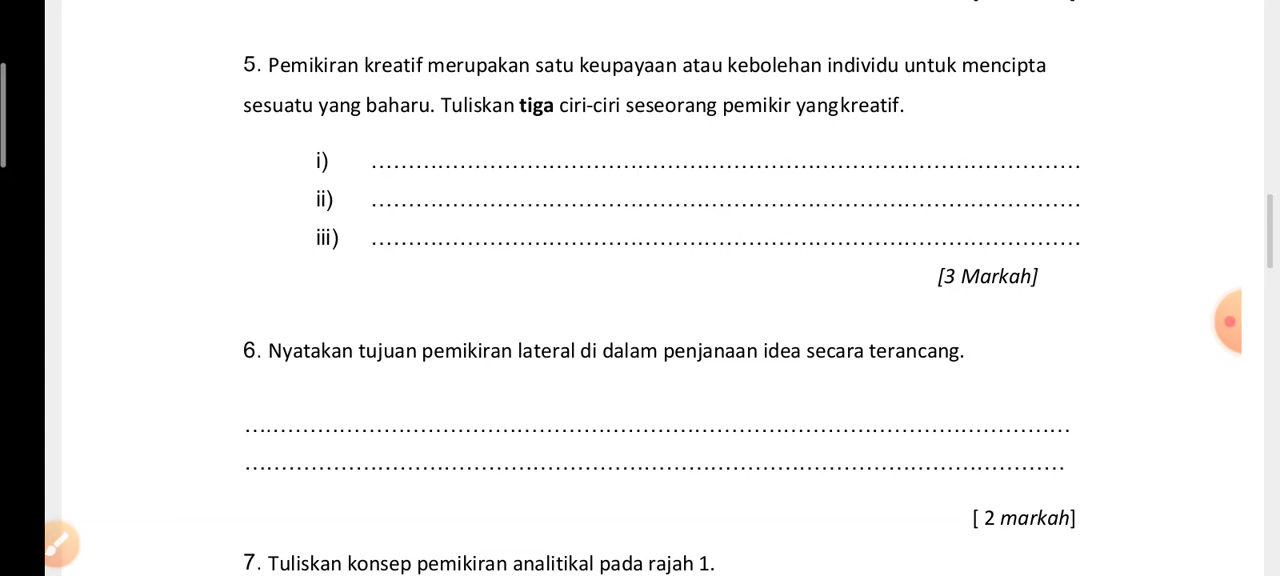 5. Pemikiran kreatif merupakan satu keupayaan atau kebolehan individu untuk mencipta
sesuatu yang baharu. Tuliskan tiga ciri-ciri seseorang pemikir yangkreatif.
i) ........................................................................................
ii) ........................................................................................
iii) ........................................................................................
[3 Markah]
6. Nyatakan tujuan pemikiran lateral di dalam penjanaan idea secara terancang.
........................................................................................................
........................................................................................................
[ 2 markah]
7. Tuliskan konsep pemikiran analitikal pada rajah 1.